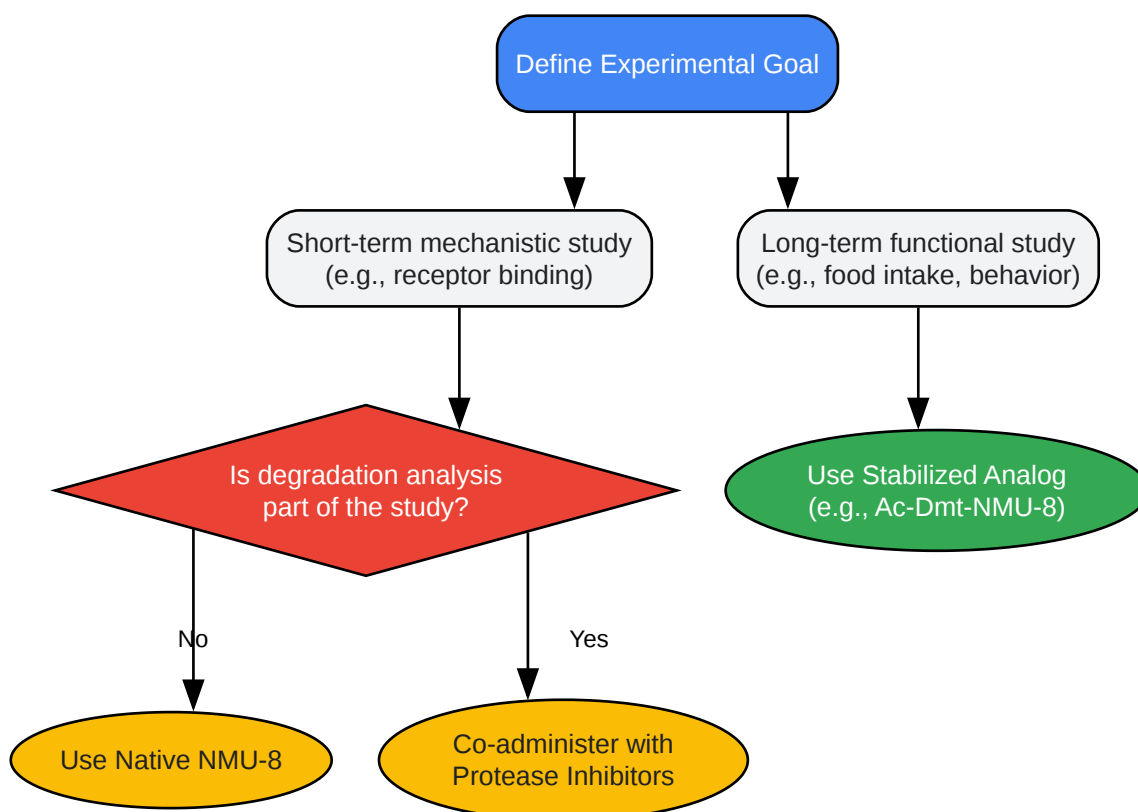 Define Experimental Goal
Short-term mechanistic study
(e.g., receptor binding)
Long-term functional study
(e.g., food intake, behavior)
Is degradation analysis
part of the study?
Use Stabilized Analog
(e.g., Ac-Dmt-NMU-8)
No
Yes
Use Native NMU-8
Co-administer with
Protease Inhibitors